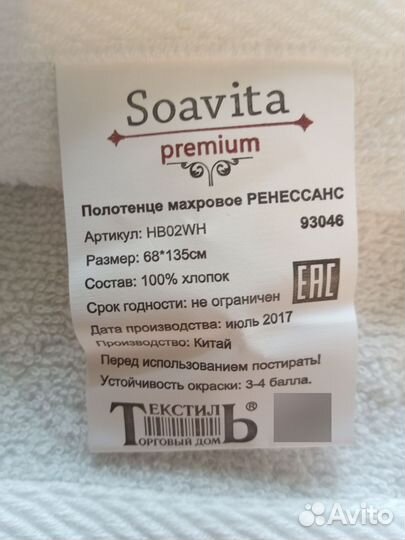 Soavita
premium
Полотенце махровое РЕНЕССАНС
Артикул: HB02WH 93046
Размер: 68*135см
Состав: 100% хлопок
Срок годности: не ограничен
EAC
Дата производства: июль 2017
Производство: Китай
Перед использованием постирать!
Устойчивость окраски: 3-4 балла.
ТЕКСТИЛЬ®
ТОРГОВЫЙ ДОМ
Avito